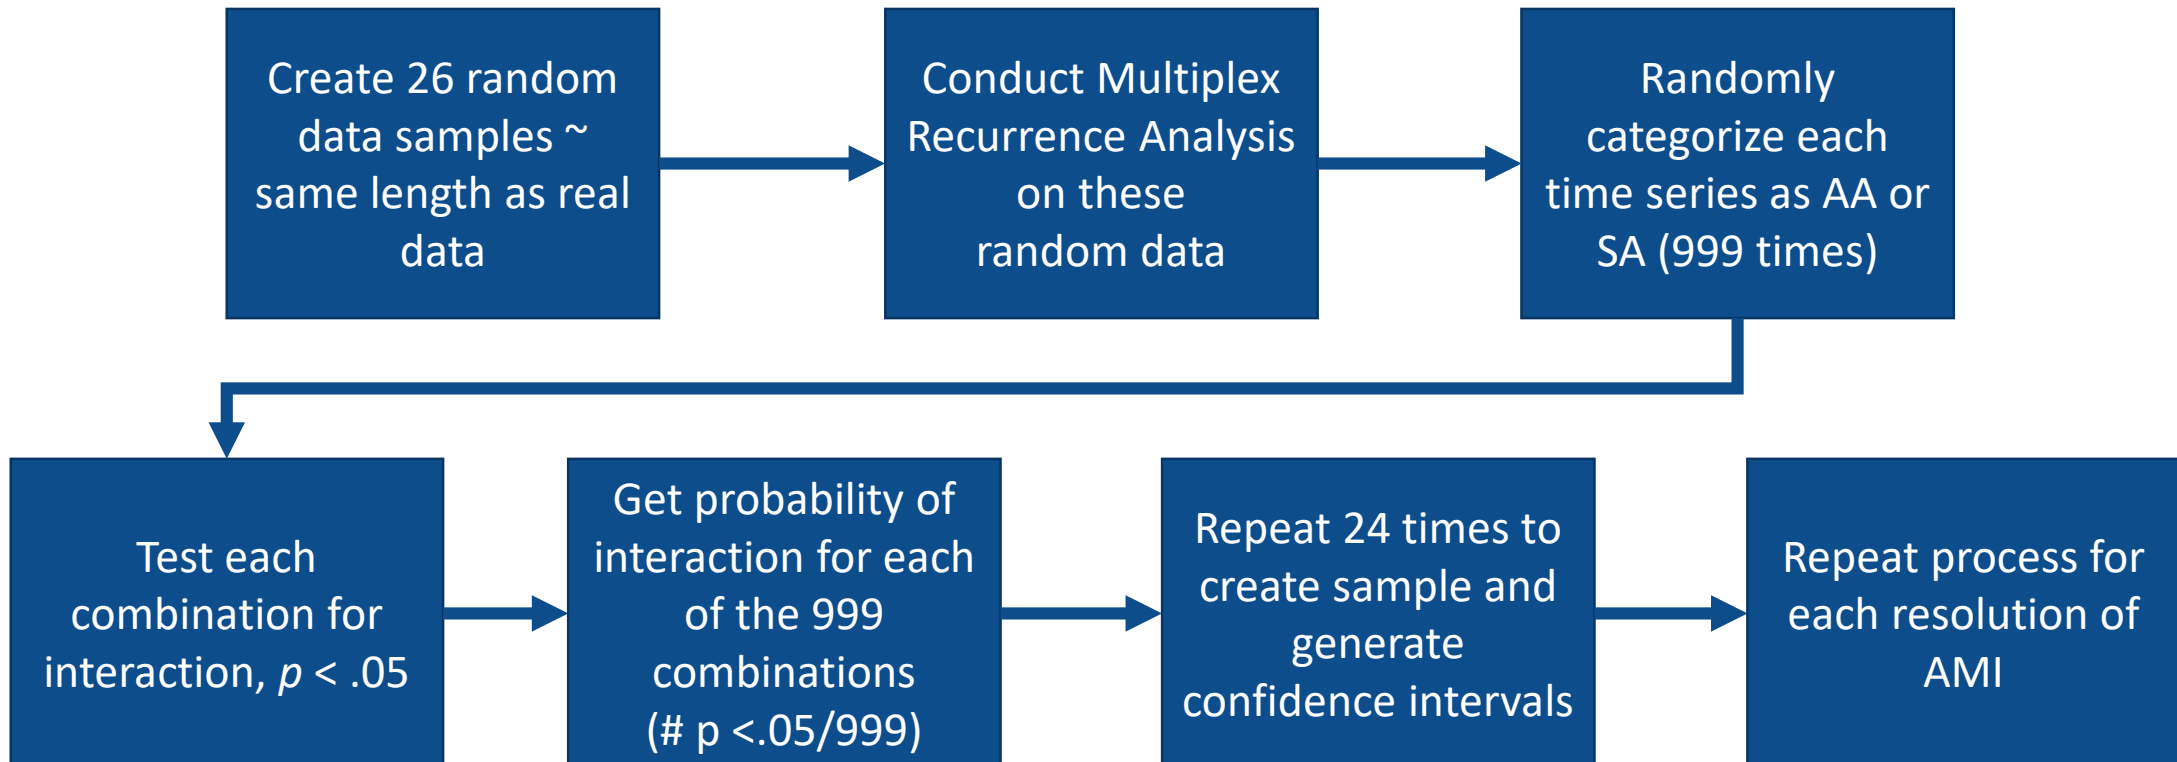 Create 26 random
data samples ~
same length as real
data
Conduct Multiplex
Recurrence Analysis
on these
random data
Randomly
categorize each
time series as AA or
SA (999 times)
Test each
combination for
interaction, p < .05
Get probability of
interaction for each
of the 999
combinations
(# p <.05/999)
Repeat 24 times to
create sample and
generate
confidence intervals
Repeat process for
each resolution of
AMI